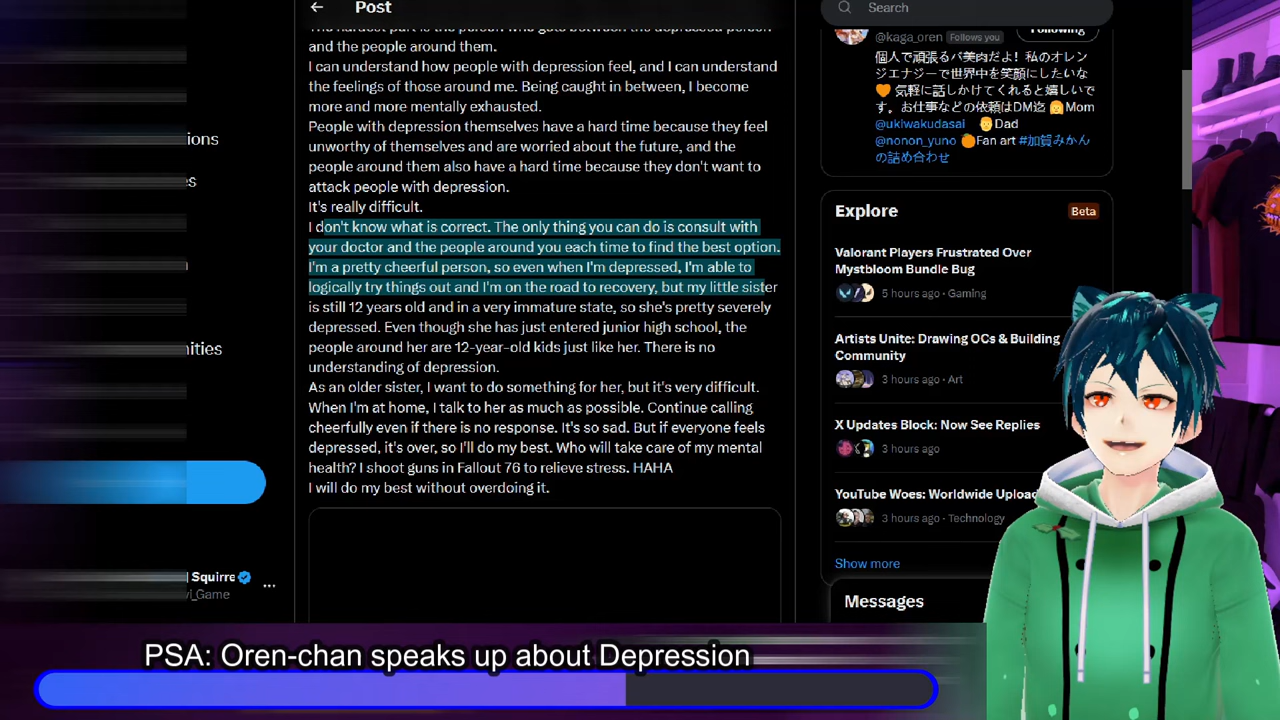 Post
Search
The hardest part is the person who gets between the depressed person
and the people around them.
I can understand how people with depression feel, and I can understand
the feelings of those around me. Being caught in between, I become
more and more mentally exhausted.
People with depression themselves have a hard time because they feel
unworthy of themselves and are worried about the future, and the
people around them also have a hard time because they don't want to
attack people with depression.
It's really difficult.
I don't know what is correct. The only thing you can do is consult with
your doctor and the people around you each time to find the best option.
I'm a pretty cheerful person, so even when I'm depressed, I'm able to
logically try things out and I'm on the road to recovery, but my little sister
is still 12 years old and in a very immature state, so she's pretty severely
depressed. Even though she has just entered junior high school, the
people around her are 12-year-old kids just like her. There is no
understanding of depression.
As an older sister, I want to do something for her, but it's very difficult.
When I'm at home, I talk to her as much as possible. Continue calling
cheerfully even if there is no response. It's so sad. But if everyone feels
depressed, it's over, so I'll do my best. Who will take care of my mental
health? I shoot guns in Fallout 76 to relieve stress. HAHA
I will do my best without overdoing it.
@kaga_oren Follows you
Following
個人で頑張るバ美肉だよ！私のオレン
ジエナジーで世界中を笑顔にしたいな
🧡 気軽に話しかけてくれると嬉しいで
す。お仕事などの依頼はDM迄 👩Mom
@ukiwakudasai 👨Dad
@nonon_yuno 🍊Fan art #加賀みかん
の詰め合わせ
Explore
Beta
Valorant Players Frustrated Over
Mystbloom Bundle Bug
5 hours ago · Gaming
Artists Unite: Drawing OCs & Building
Community
3 hours ago · Art
X Updates Block: Now See Replies
3 hours ago
YouTube Woes: Worldwide Uploa
3 hours ago · Technology
Show more
Messages
ions
s
nities
Squirre
vi_Game
PSA: Oren-chan speaks up about Depression